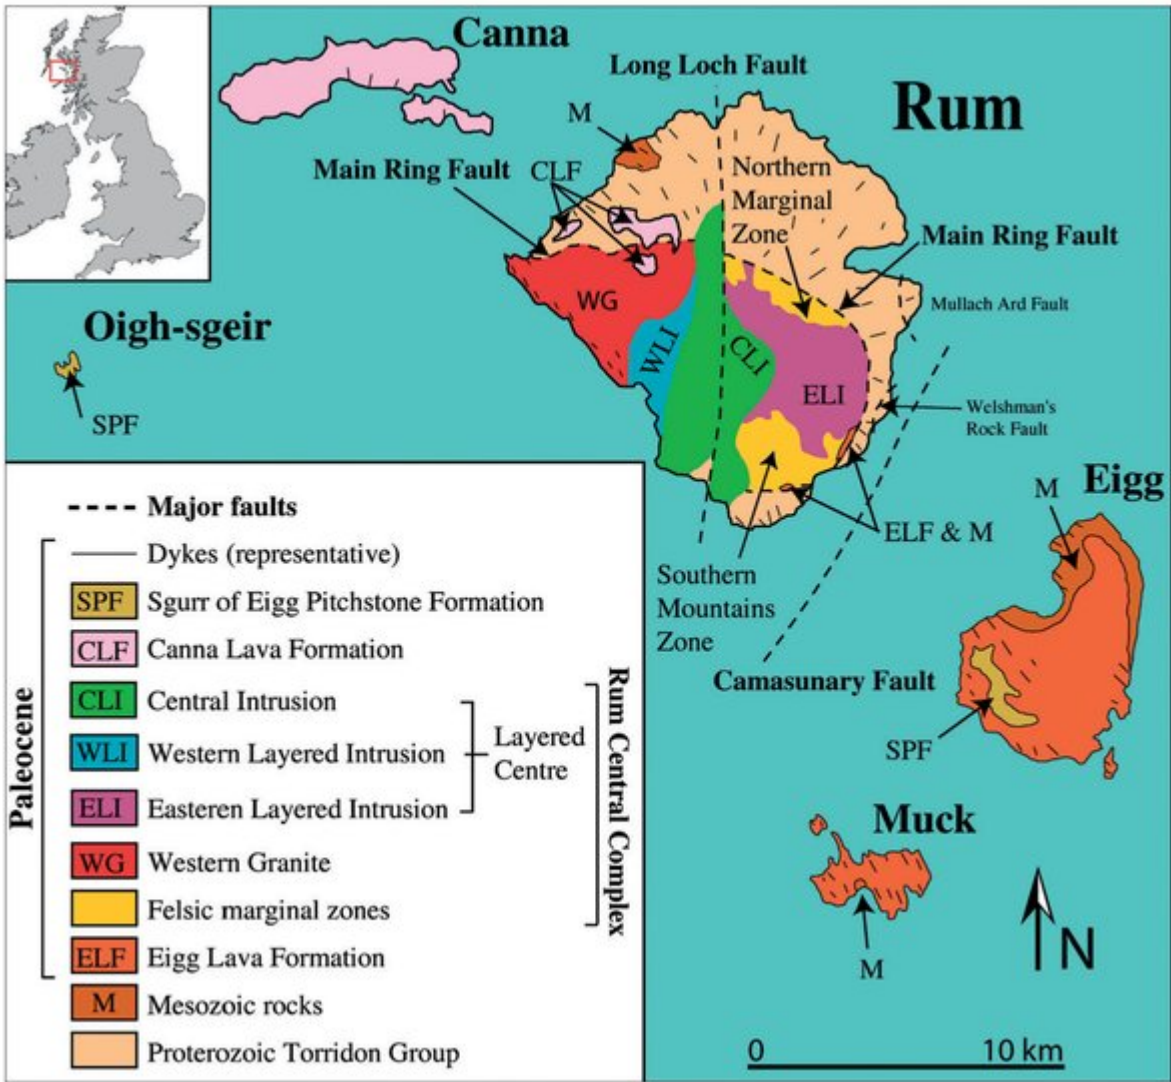 Canna
Long Loch Fault
Rum
M
Main Ring Fault
CLF
Northern
Marginal
Zone
Main Ring Fault
WG
Mullach Ard Fault
Oigh-sgeir
WLI
CLI
ELI
SPF
Welshman's
Rock Fault
Eigg
M
ELF & M
Southern
Mountains
Zone
Camasunary Fault
SPF
Muck
M
N
0 10 km
Major faults
Paleocene
Dykes (representative)
SPF Sgurr of Eigg Pitchstone Formation
CLF Canna Lava Formation
CLI Central Intrusion
WLI Western Layered Intrusion
ELI Easteren Layered Intrusion
Layered
Centre
Rum Central Complex
WG Western Granite
Felsic marginal zones
ELF Eigg Lava Formation
M Mesozoic rocks
Proterozoic Torridon Group